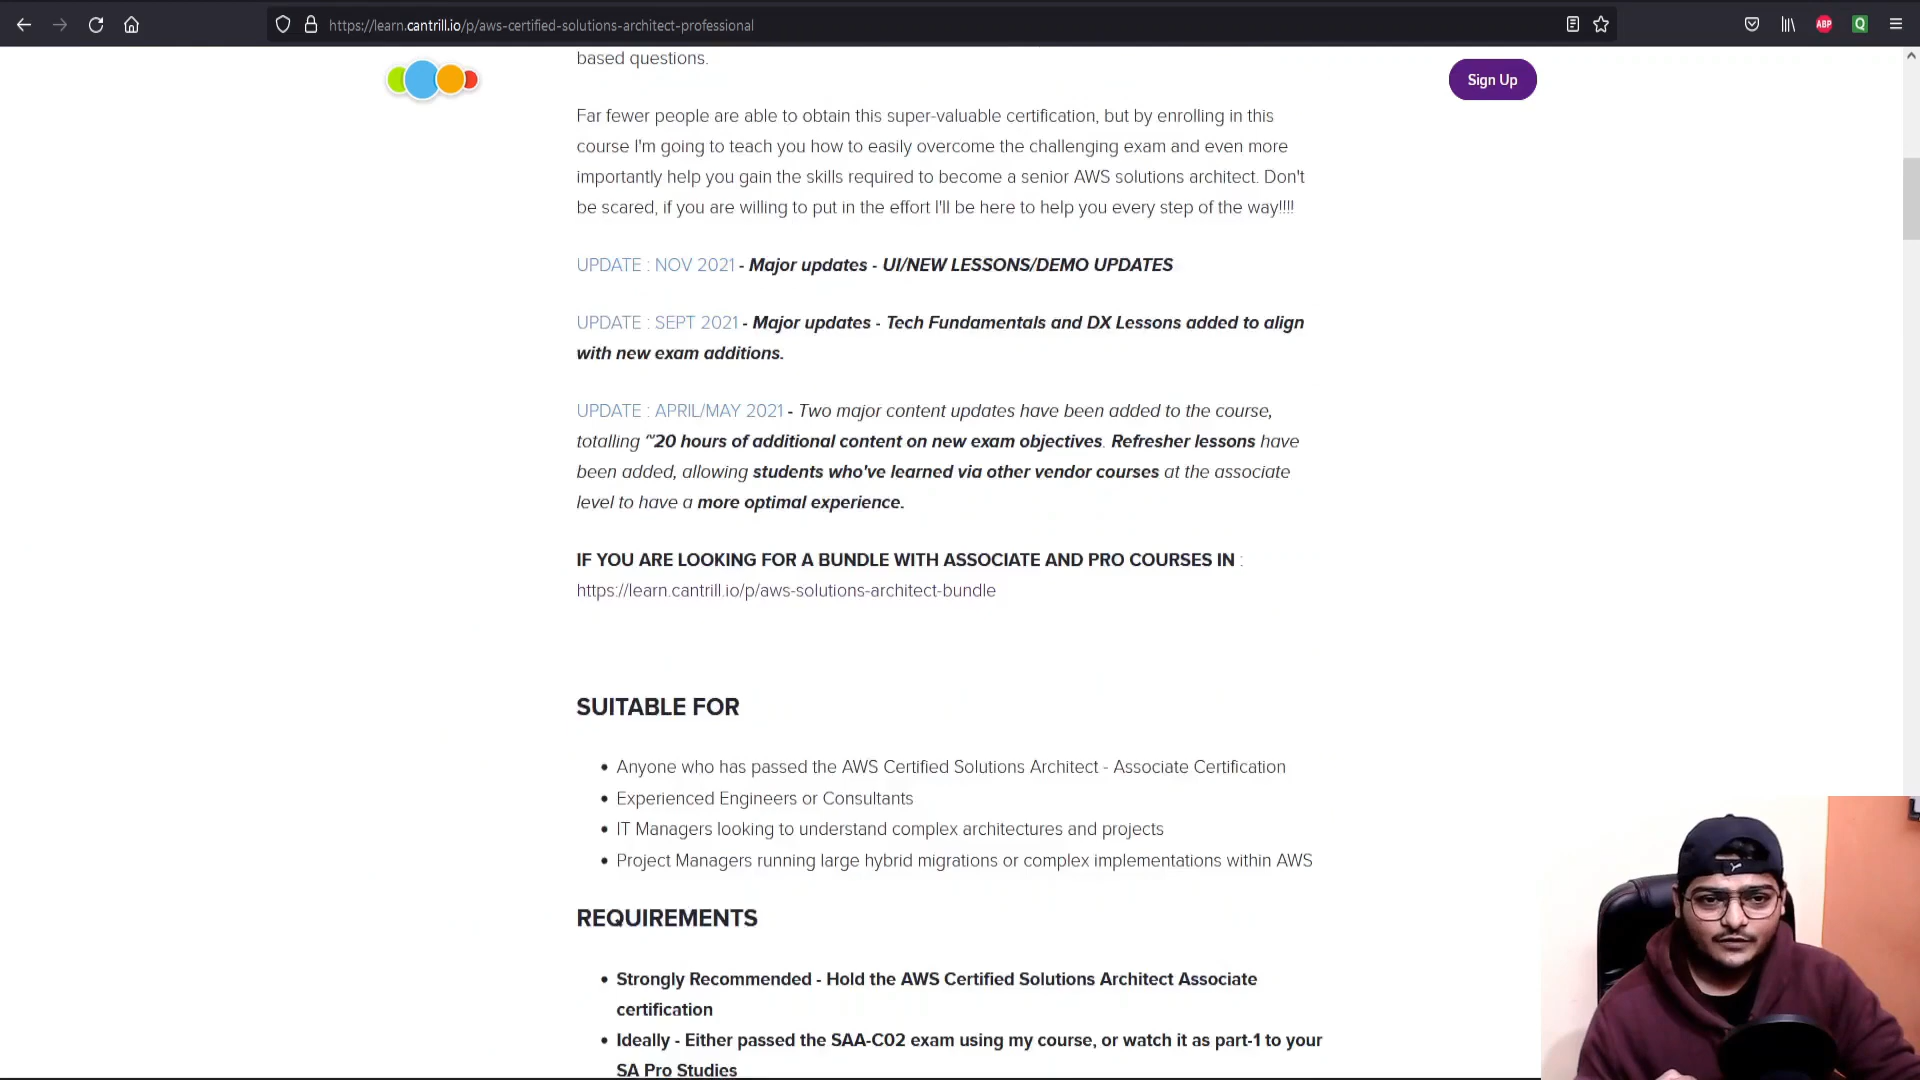 https://learn.cantrill.io/p/aws-certified-solutions-architect-professional
ABP
Q
based questions.
Sign Up
Far fewer people are able to obtain this super-valuable certification, but by enrolling in this
course I'm going to teach you how to easily overcome the challenging exam and even more
importantly help you gain the skills required to become a senior AWS solutions architect. Don't
be scared, if you are willing to put in the effort I'll be here to help you every step of the way!!!!
UPDATE : NOV 2021 - Major updates - UI/NEW LESSONS/DEMO UPDATES
UPDATE : SEPT 2021 - Major updates - Tech Fundamentals and DX Lessons added to align
with new exam additions.
UPDATE : APRIL/MAY 2021 - Two major content updates have been added to the course,
totalling ~20 hours of additional content on new exam objectives. Refresher lessons have
been added, allowing students who've learned via other vendor courses at the associate
level to have a more optimal experience.
IF YOU ARE LOOKING FOR A BUNDLE WITH ASSOCIATE AND PRO COURSES IN :
https://learn.cantrill.io/p/aws-solutions-architect-bundle
SUITABLE FOR
• Anyone who has passed the AWS Certified Solutions Architect - Associate Certification
• Experienced Engineers or Consultants
• IT Managers looking to understand complex architectures and projects
• Project Managers running large hybrid migrations or complex implementations within AWS
REQUIREMENTS
• Strongly Recommended - Hold the AWS Certified Solutions Architect Associate
certification
• Ideally - Either passed the SAA-C02 exam using my course, or watch it as part-1 to your
SA Pro Studies